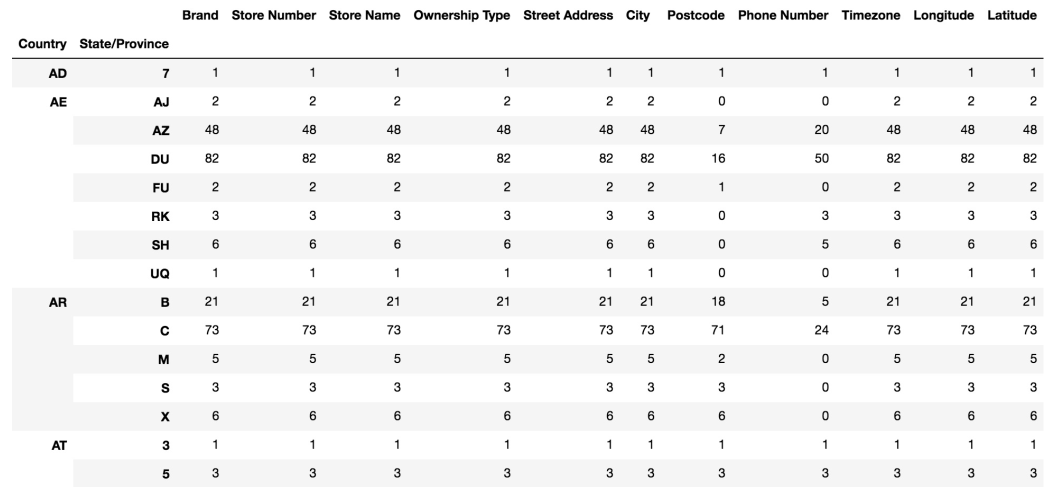 Brand Store Number Store Name Ownership Type Street Address City Postcode Phone Number Timezone Longitude Latitude
Country State/Province
AD 7 1 1 1 1 1 1 1 1 1 1 1
AE AJ 2 2 2 2 2 2 0 0 2 2 2
AZ 48 48 48 48 48 48 7 20 48 48 48
DU 82 82 82 82 82 82 16 50 82 82 82
FU 2 2 2 2 2 2 1 0 2 2 2
RK 3 3 3 3 3 3 0 3 3 3 3
SH 6 6 6 6 6 6 0 5 6 6 6
UQ 1 1 1 1 1 1 0 0 1 1 1
AR B 21 21 21 21 21 21 18 5 21 21 21
C 73 73 73 73 73 73 71 24 73 73 73
M 5 5 5 5 5 5 2 0 5 5 5
S 3 3 3 3 3 3 3 0 3 3 3
X 6 6 6 6 6 6 6 0 6 6 6
AT 3 1 1 1 1 1 1 1 1 1 1 1
5 3 3 3 3 3 3 3 3 3 3 3